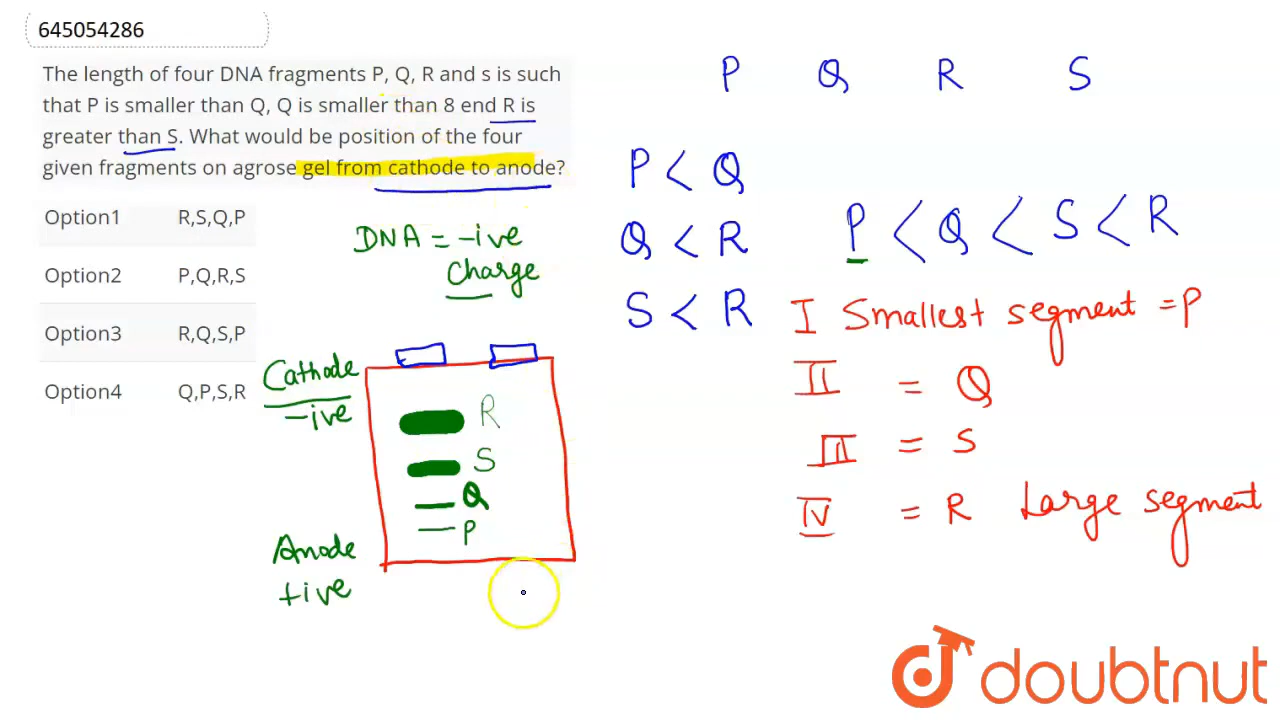 645054286
The length of four DNA fragments P, Q, R and s is such
that P is smaller than Q, Q is smaller than 8 end R is
greater than S. What would be position of the four
given fragments on agrose gel from cathode to anode?
Option1 R,S,Q,P
Option2 P,Q,R,S
Option3 R,Q,S,P
Option4 Q,P,S,R
DNA = -ive
charge
Cathode
-ive
R
S
Q
P
Anode
+ive
P Q R S
P < Q
Q < R
S < R
P < Q < S < R
I Smallest segment = P
II = Q
III = S
IV = R Large segment
doubtnut